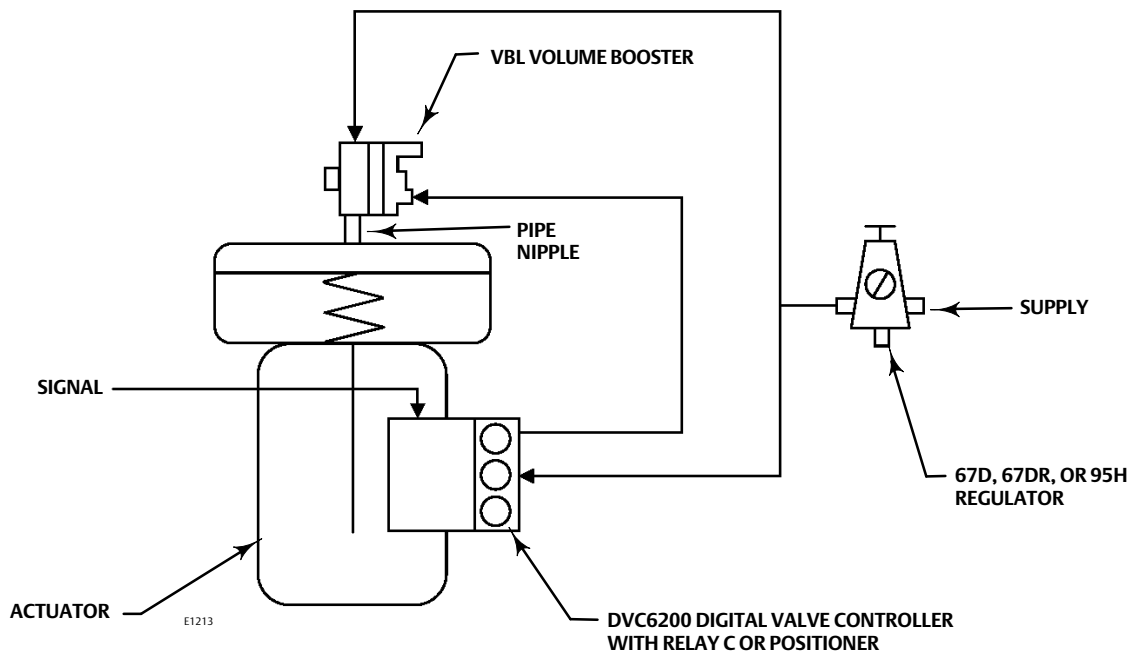 VBL VOLUME BOOSTER
PIPE
NIPPLE
SUPPLY
SIGNAL
67D, 67DR, OR 95H
REGULATOR
ACTUATOR
E1213
DVC6200 DIGITAL VALVE CONTROLLER
WITH RELAY C OR POSITIONER